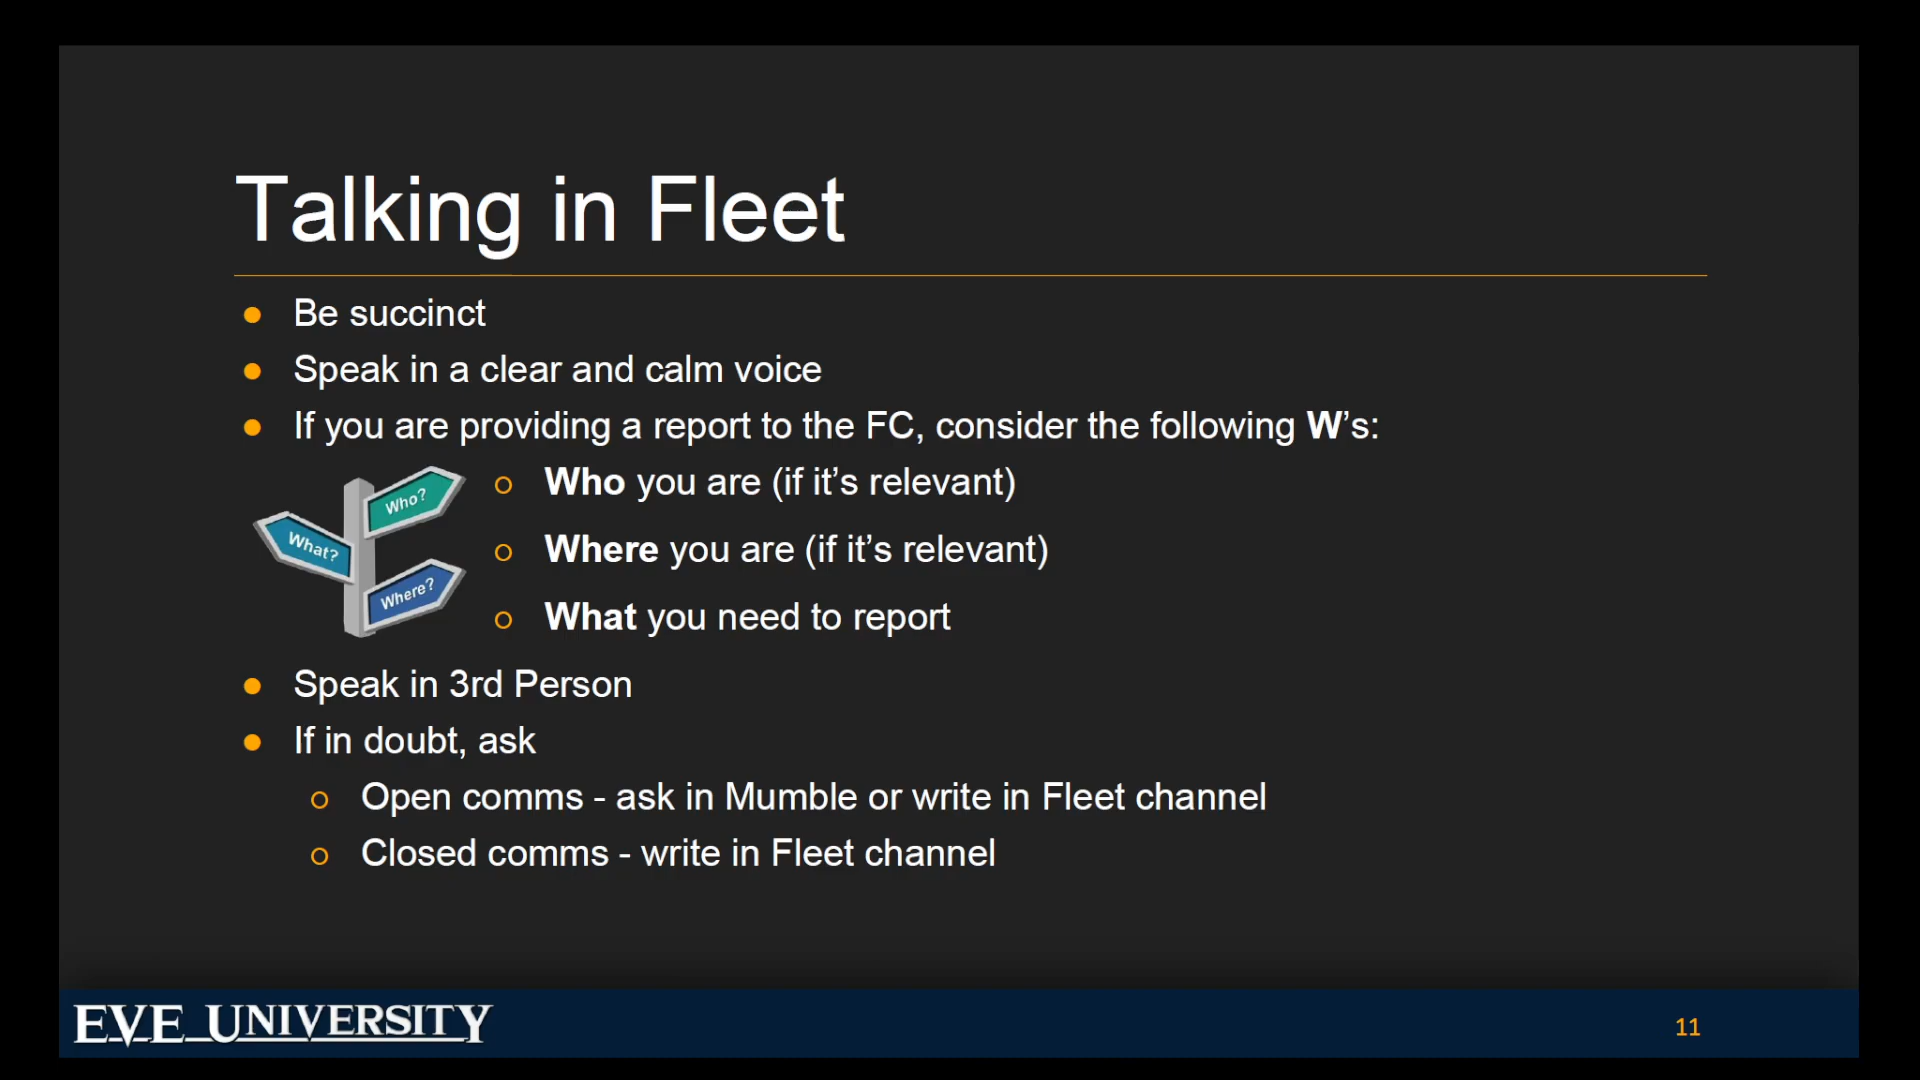 Talking in Fleet
● Be succinct
● Speak in a clear and calm voice
● If you are providing a report to the FC, consider the following W’s:
Who?
What?
Where?
○ Who you are (if it’s relevant)
○ Where you are (if it’s relevant)
○ What you need to report
● Speak in 3rd Person
● If in doubt, ask
○ Open comms - ask in Mumble or write in Fleet channel
○ Closed comms - write in Fleet channel
EVE UNIVERSITY
11